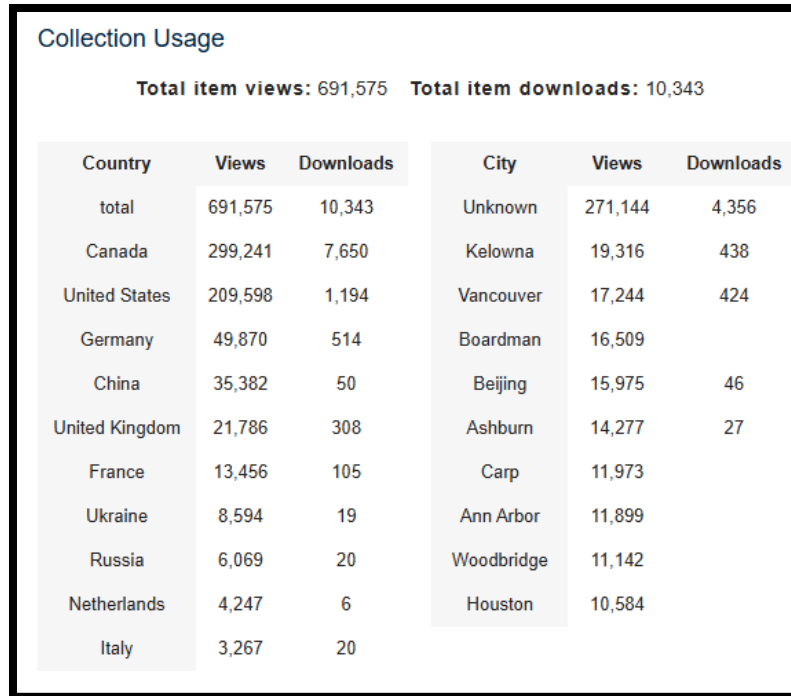 Collection Usage
Total item views: 691,575 Total item downloads: 10,343
Country Views Downloads
total 691,575 10,343
Canada 299,241 7,650
United States 209,598 1,194
Germany 49,870 514
China 35,382 50
United Kingdom 21,786 308
France 13,456 105
Ukraine 8,594 19
Russia 6,069 20
Netherlands 4,247 6
Italy 3,267 20
City Views Downloads
Unknown 271,144 4,356
Kelowna 19,316 438
Vancouver 17,244 424
Boardman 16,509
Beijing 15,975 46
Ashburn 14,277 27
Carp 11,973
Ann Arbor 11,899
Woodbridge 11,142
Houston 10,584